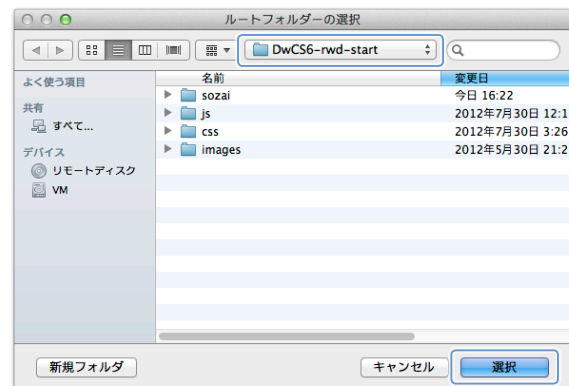 ルートフォルダーの選択
DwCS6-rwd-start
よく使う項目
共有
すべて...
デバイス
リモートディスク
VM
名前 変更日
sozai 今日 16:22
js 2012年7月30日 12:1
css 2012年7月30日 3:26
images 2012年5月30日 21:2
新規フォルダ キャンセル 選択